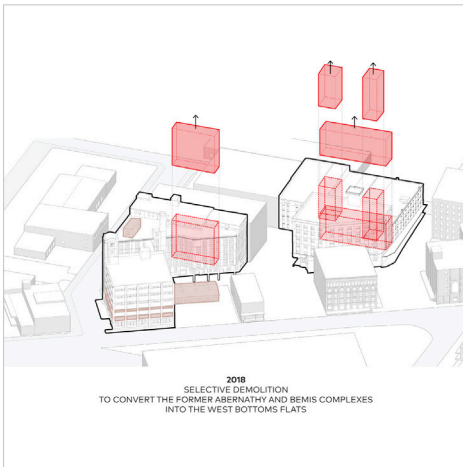 2018
SELECTIVE DEMOLITION
TO CONVERT THE FORMER ABERNATHY AND BEMIS COMPLEXES
INTO THE WEST BOTTOMS FLATS